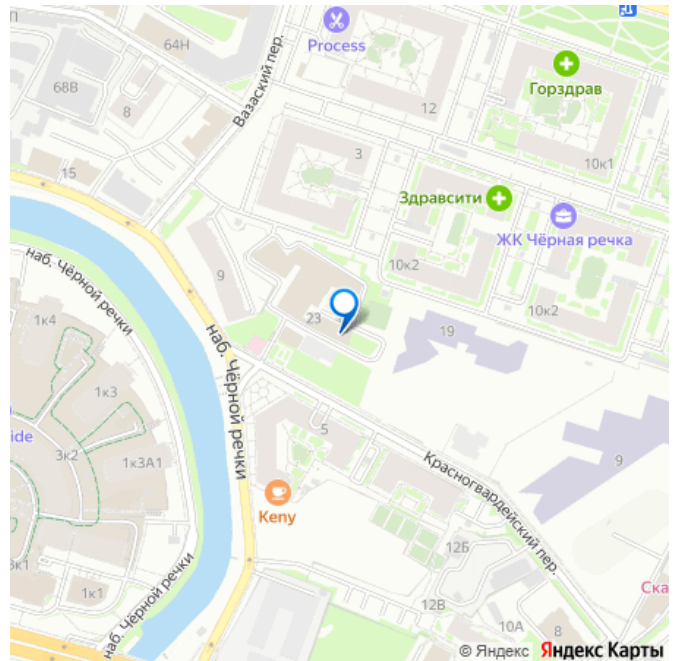 64Н
Process
Горздрав
68В
8
Вазаский пер.
12
3
10к1
15
Здравсити
ЖК Чёрная речка
наб. Чёрной речки
9
10к2
10к2
1к4
23
19
наб. Чёрной речки
1к3
5
ide
3к2
1к3А1
Красногвардейский пер.
9
Keny
12Б
наб. Чёрной речки
1к1
12В
Ска
10А
8
© Яндекс Яндекс Карты